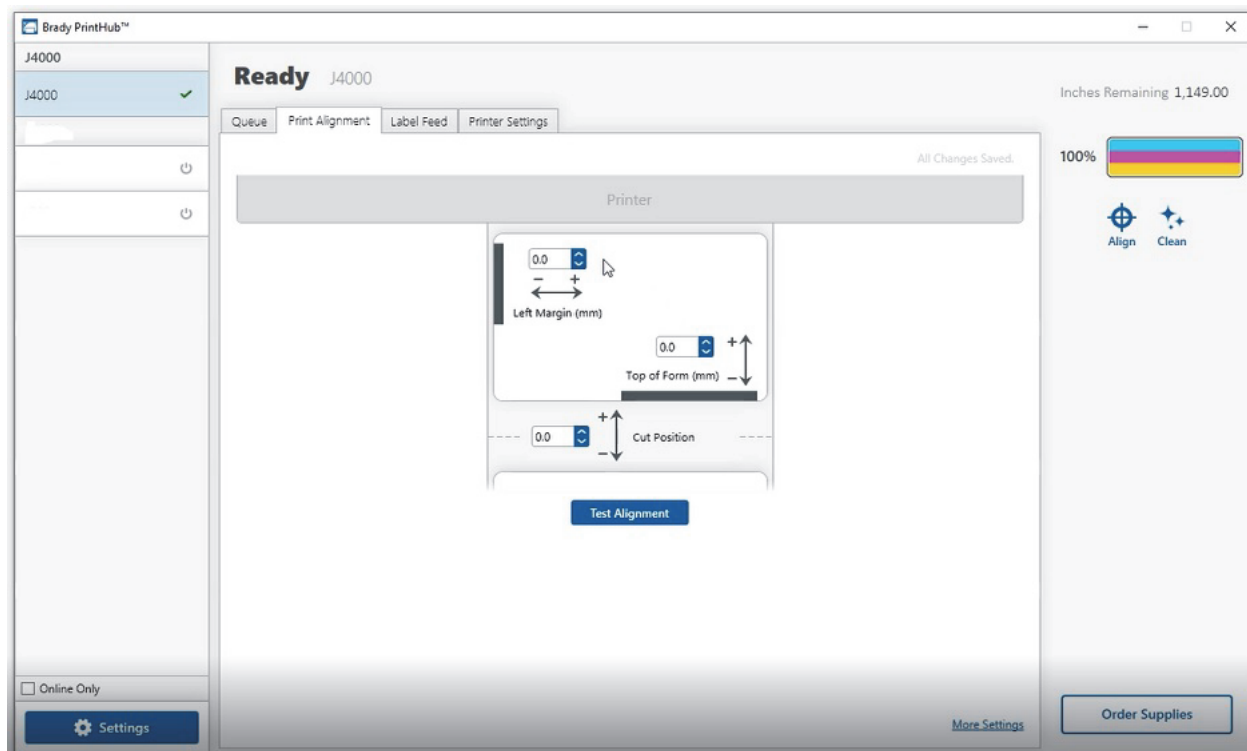 Brady PrintHub™
J4000
J4000
Ready J4000
Inches Remaining 1,149.00
Queue Print Alignment Label Feed Printer Settings
All Changes Saved.
100%
Printer
Align Clean
0.0
− +
Left Margin (mm)
0.0 +
Top of Form (mm) −
+
0.0 Cut Position
−
Test Alignment
Online Only
Settings
More Settings
Order Supplies